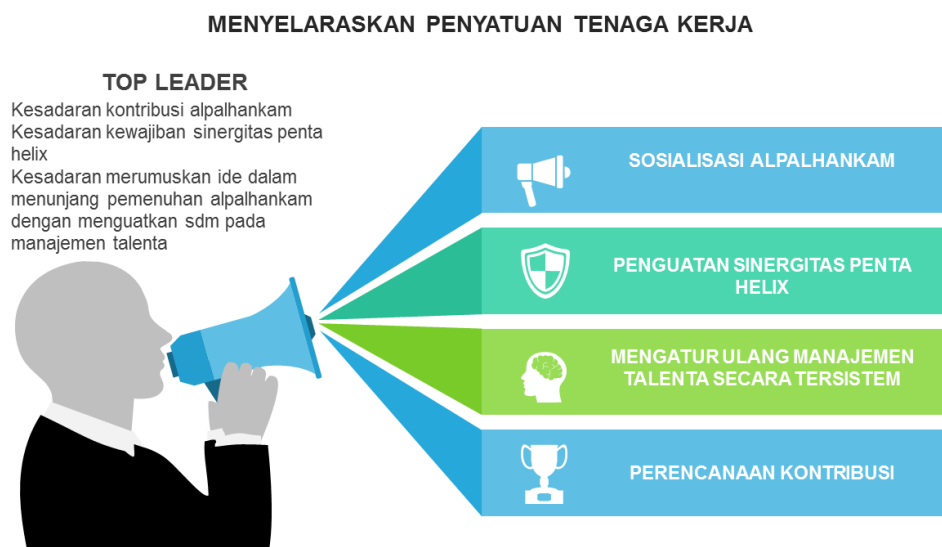 MENYELARASKAN PENYATUAN TENAGA KERJA
TOP LEADER
Kesadaran kontribusi alpalhankam
Kesadaran kewajiban sinergitas penta
helix
Kesadaran merumuskan ide dalam
menunjang pemenuhan alpalhankam
dengan menguatkan sdm pada
manajemen talenta
SOSIALISASI ALPALHANKAM
PENGUATAN SINERGITAS PENTA
HELIX
MENGATUR ULANG MANAJEMEN
TALENTA SECARA TERSISTEM
PERENCANAAN KONTRIBUSI